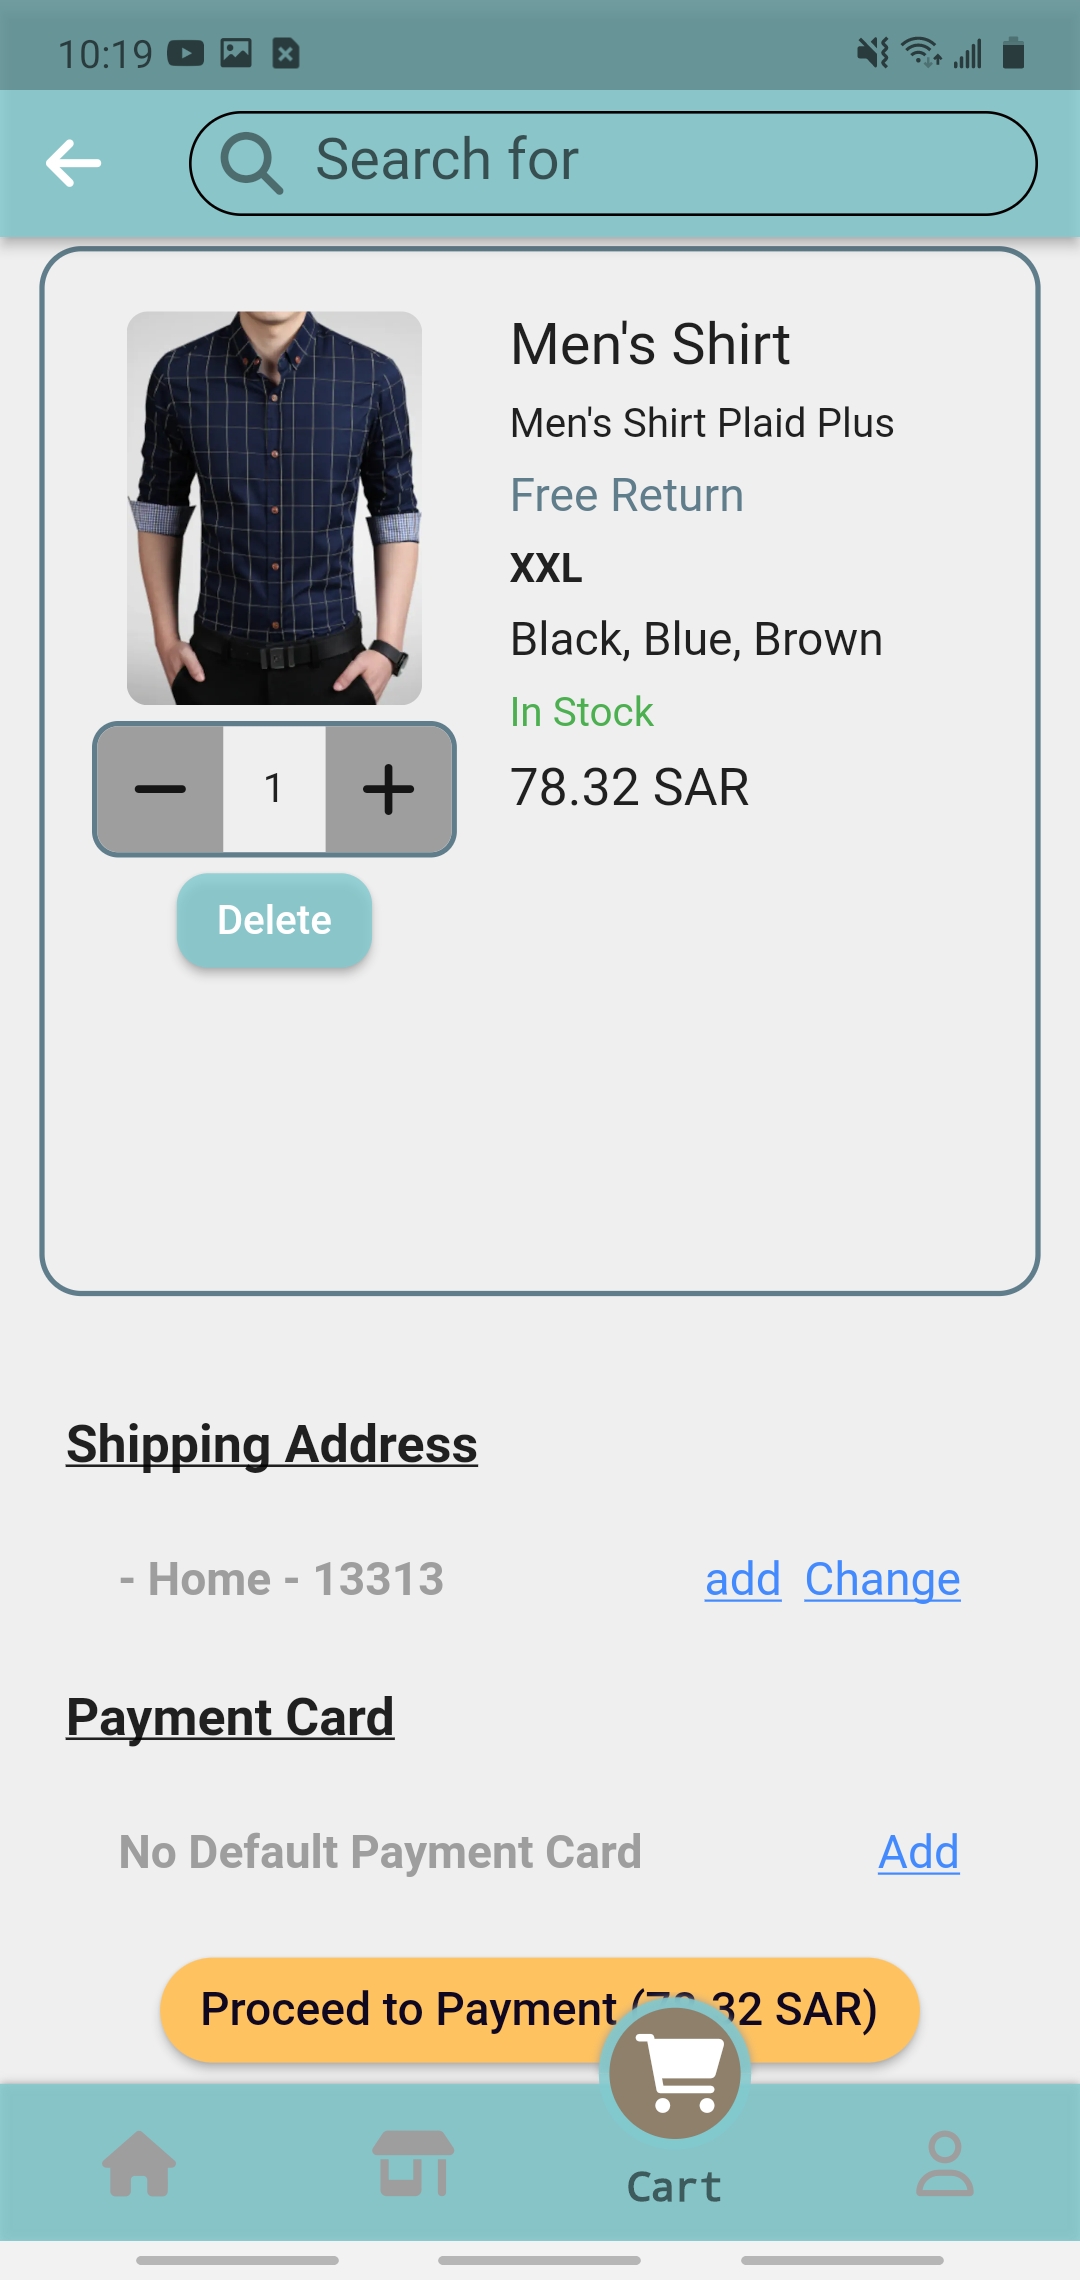 10:19
Search for
Men's Shirt
Men's Shirt Plaid Plus
Free Return
XXL
Black, Blue, Brown
In Stock
78.32 SAR
1
Delete
Shipping Address
- Home - 13313 add Change
Payment Card
No Default Payment Card Add
Proceed to Payment (78.32 SAR)
Cart